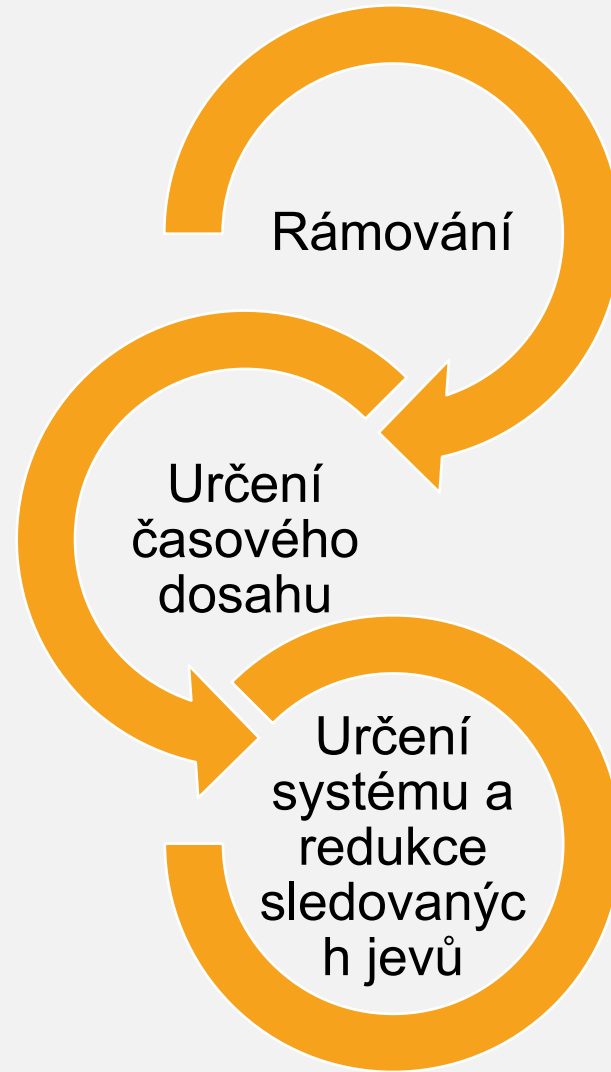 Rámování
Určení
časového
dosahu
Určení
systému a
redukce
sledovanýc
h jevů